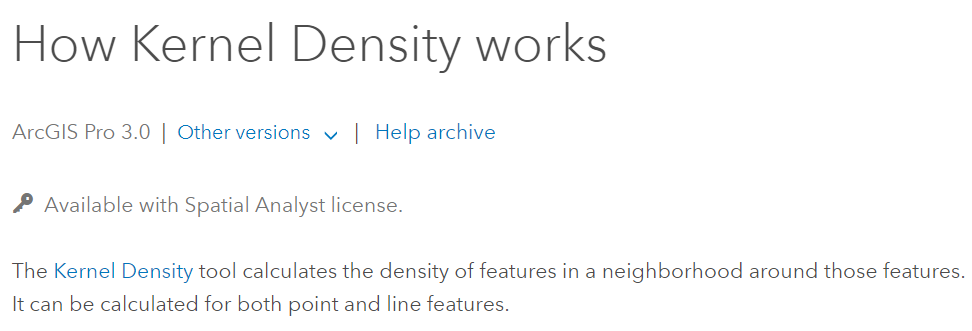 How Kernel Density works
ArcGIS Pro 3.0 | Other versions | Help archive
Available with Spatial Analyst license.
The Kernel Density tool calculates the density of features in a neighborhood around those features.
It can be calculated for both point and line features.